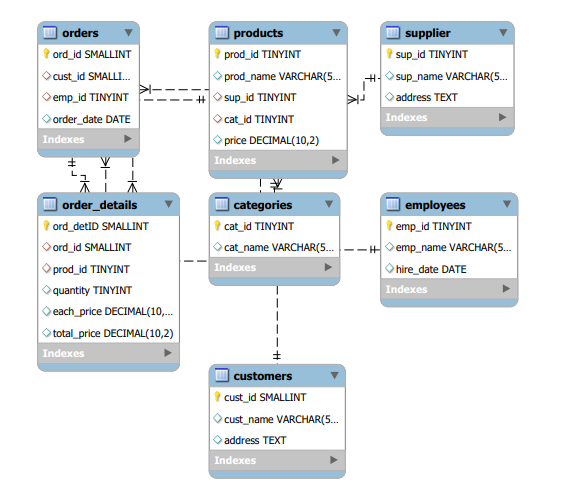 orders
ord_id SMALLINT
cust_id SMALLI...
emp_id TINYINT
order_date DATE
Indexes
products
prod_id TINYINT
prod_name VARCHAR(5...
sup_id TINYINT
cat_id TINYINT
price DECIMAL(10,2)
Indexes
supplier
sup_id TINYINT
sup_name VARCHAR(5...
address TEXT
Indexes
order_details
ord_detID SMALLINT
ord_id SMALLINT
prod_id TINYINT
quantity TINYINT
each_price DECIMAL(10,...
total_price DECIMAL(10,2)
Indexes
categories
cat_id TINYINT
cat_name VARCHAR(5...
Indexes
employees
emp_id TINYINT
emp_name VARCHAR(5...
hire_date DATE
Indexes
customers
cust_id SMALLINT
cust_name VARCHAR(5...
address TEXT
Indexes